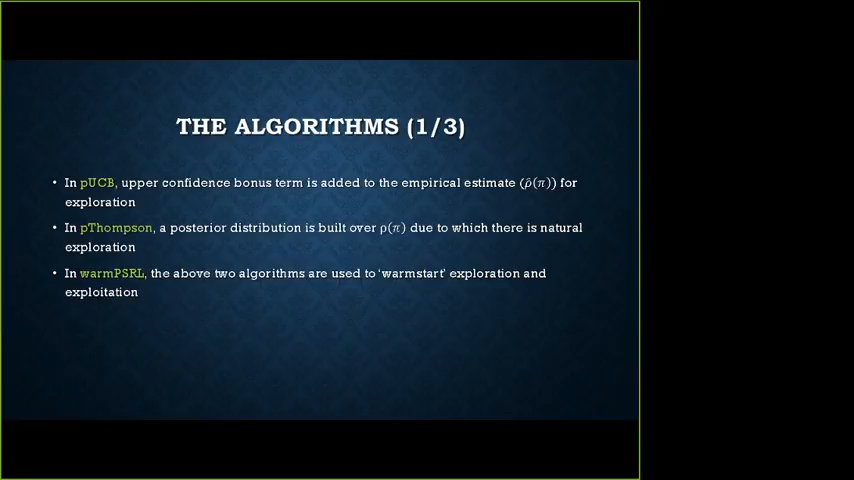 THE ALGORITHMS (1/3)
• In pUCB, upper confidence bonus term is added to the empirical estimate (ρ̂(π)) for
exploration
• In pThompson, a posterior distribution is built over ρ(π) due to which there is natural
exploration
• In warmPSRL, the above two algorithms are used to ‘warmstart’ exploration and
exploitation